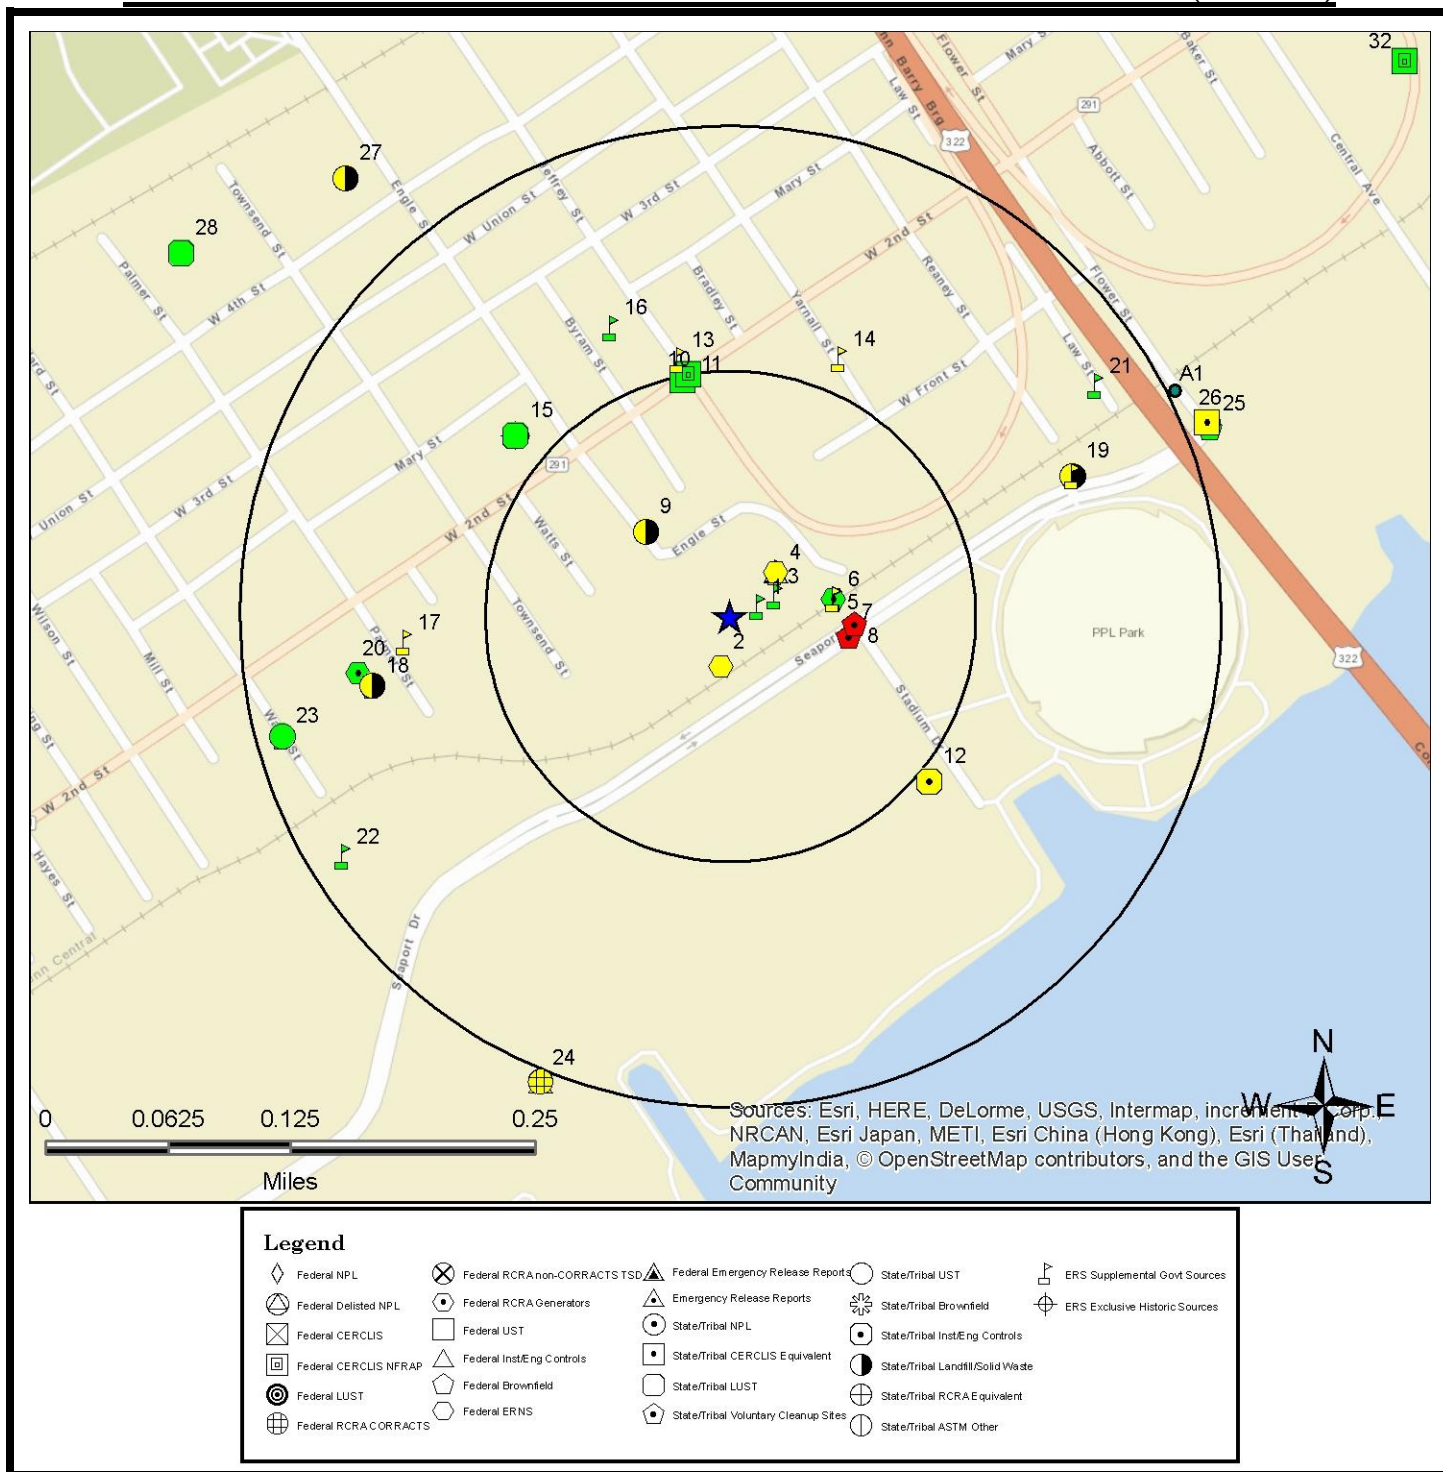 32
Mary St
Flower St
Baker St
Barry Brg
Law St
291
322
Central Ave
Abbott St
27
Engle St
Jeffrey St
W 3rd St
Mary St
Townsend St
W Union St
W 2nd St
28
Palmer St
Bradley St
Reaney St
Flower St
W 4th St
Yarnall St
16
Byram St
13
14
10
11
Law St
21
A1
W Front St
26
25
15
291
Mary St
19
Union St
W 3rd St
9
W 2nd St
Watts St
Engle St
4
3
1
6
5
7
8
Wilson St
Townsend St
2
PPL Park
17
20
18
322
Mill St
Stadium Dr
23
12
W 2nd St
22
Hayes St
Seaport Dr
24
N
0
0.0625
0.125
0.25
W
E
S
Miles
Sources: Esri, HERE, DeLorme, USGS, Intermap, increment P Corp.,
NRCAN, Esri Japan, METI, Esri China (Hong Kong), Esri (Thailand),
MapmyIndia, © OpenStreetMap contributors, and the GIS User
Community
Legend
Federal NPL
Federal Delisted NPL
Federal CERCLIS
Federal CERCLIS NFRAP
Federal LUST
Federal RCRA CORRACTS
Federal RCRA non-CORRACTS TSD
Federal RCRA Generators
Federal UST
Federal Inst/Eng Controls
Federal Brownfield
Federal ERNS
Federal Emergency Release Reports
Emergency Release Reports
State/Tribal NPL
State/Tribal CERCLIS Equivalent
State/Tribal LUST
State/Tribal Voluntary Cleanup Sites
State/Tribal UST
State/Tribal Brownfield
State/Tribal Inst/Eng Controls
State/Tribal Landfill/Solid Waste
State/Tribal RCRA Equivalent
State/Tribal ASTM Other
ERS Supplemental Govt Sources
ERS Exclusive Historic Sources